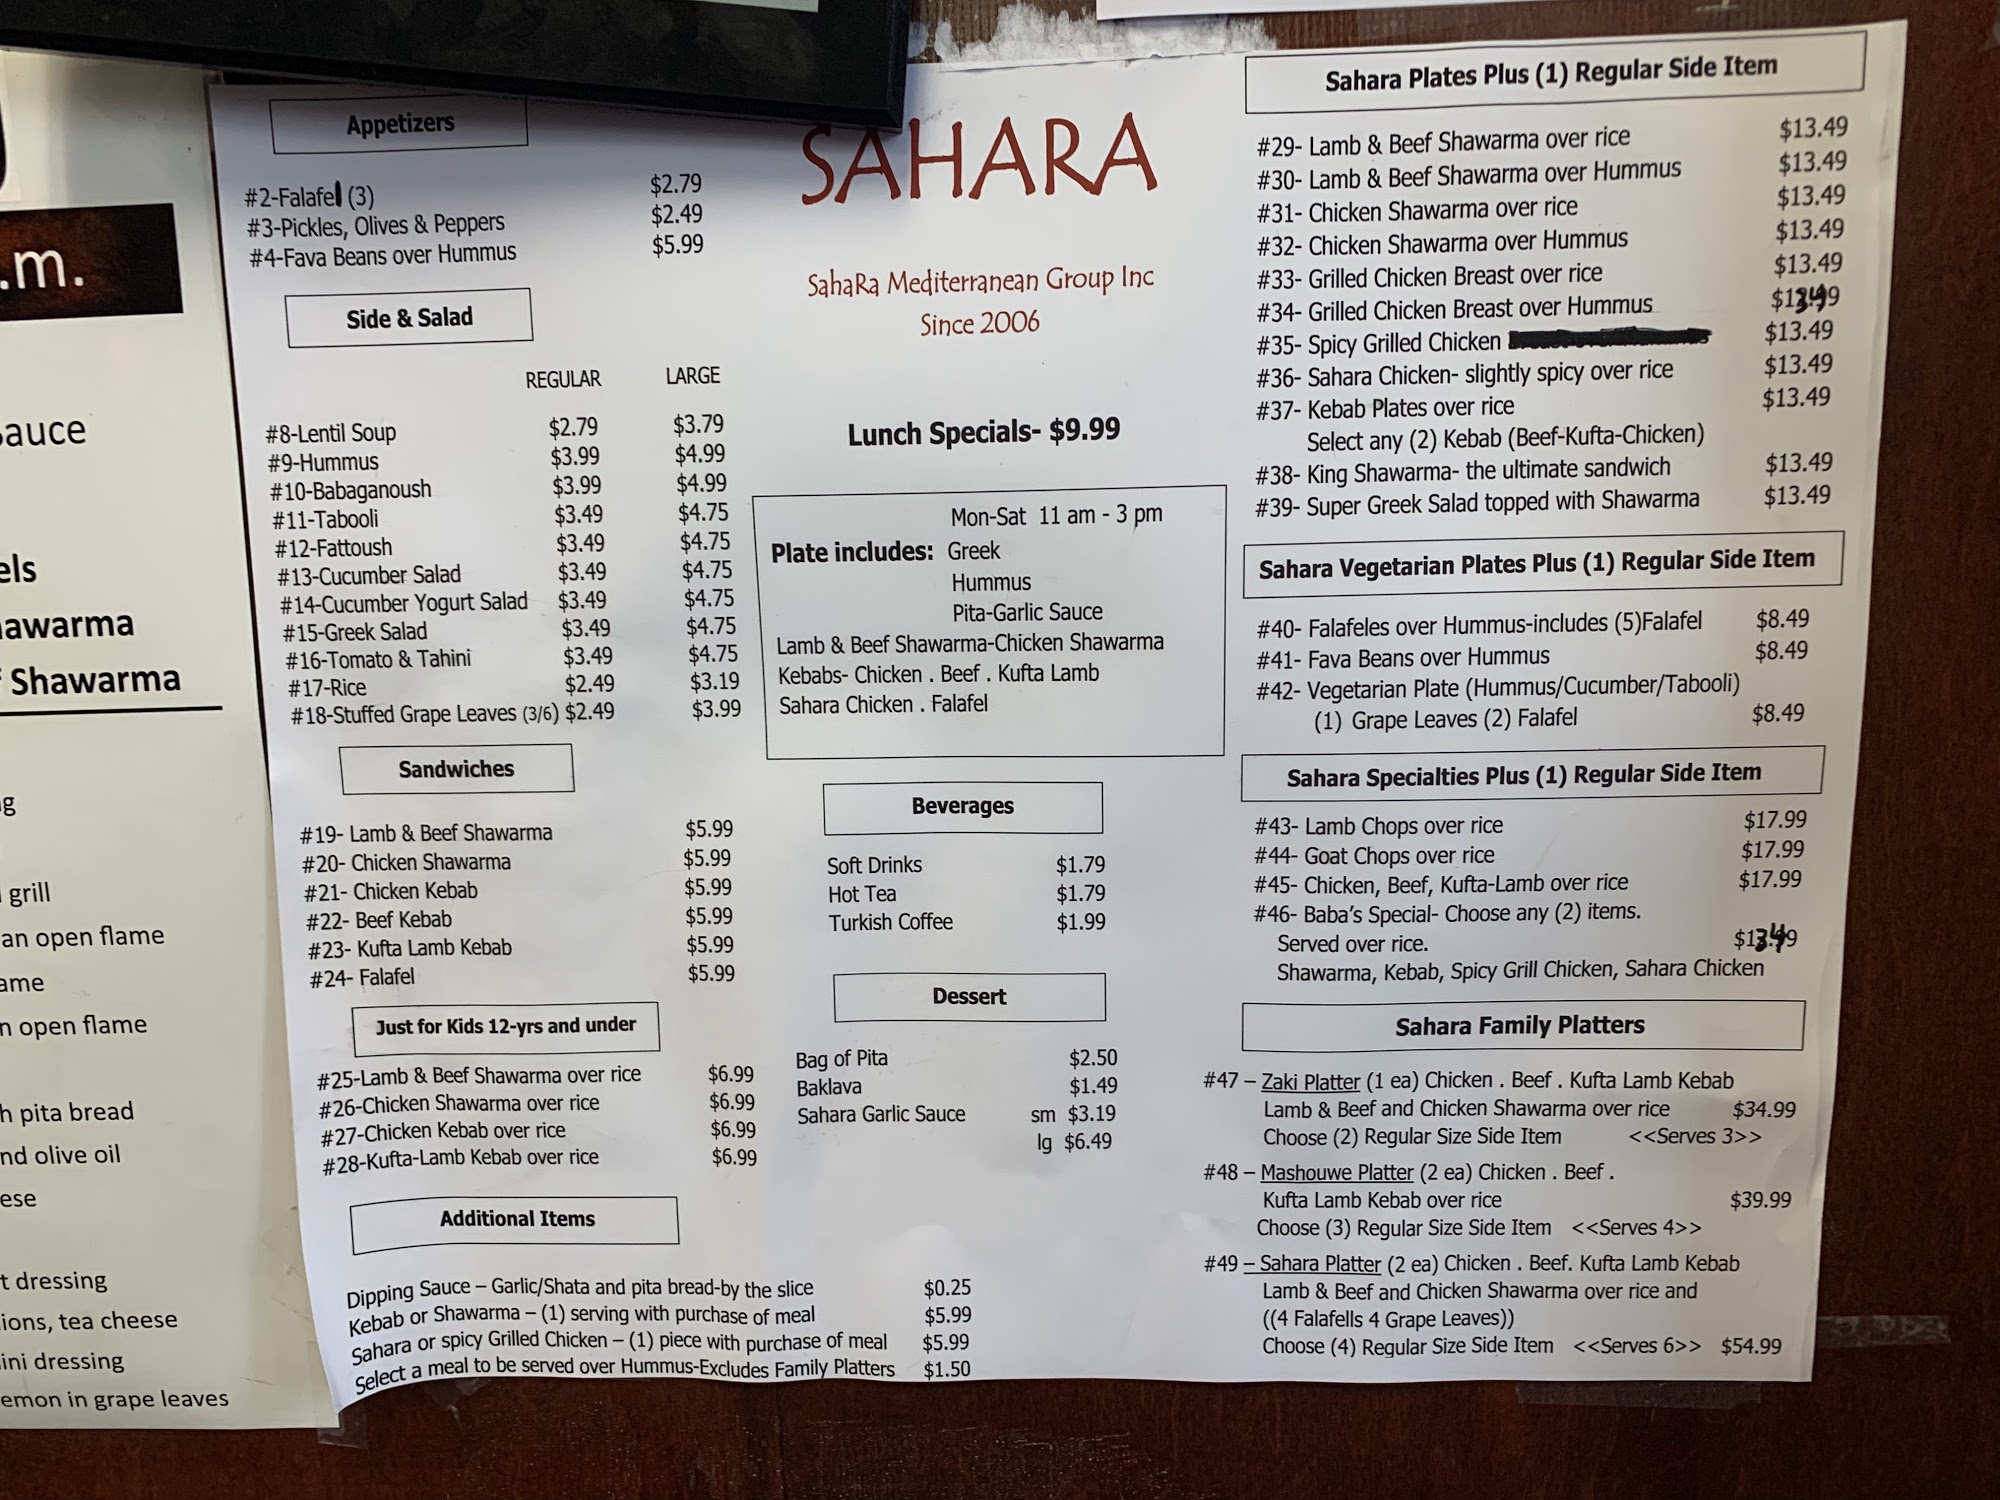 .m.
Sauce
els
awarma
Shawarma
grill
an open flame
ame
n open flame
h pita bread
nd olive oil
ese
t dressing
ions, tea cheese
ini dressing
emon in grape leaves
Appetizers
#2-Falafel (3) $2.79
#3-Pickles, Olives & Peppers $2.49
#4-Fava Beans over Hummus $5.99
Side & Salad
REGULAR LARGE
#8-Lentil Soup $2.79 $3.79
#9-Hummus $3.99 $4.99
#10-Babaganoush $3.99 $4.99
#11-Tabooli $3.49 $4.75
#12-Fattoush $3.49 $4.75
#13-Cucumber Salad $3.49 $4.75
#14-Cucumber Yogurt Salad $3.49 $4.75
#15-Greek Salad $3.49 $4.75
#16-Tomato & Tahini $3.49 $4.75
#17-Rice $2.49 $3.19
#18-Stuffed Grape Leaves (3/6) $2.49 $3.99
Sandwiches
#19- Lamb & Beef Shawarma $5.99
#20- Chicken Shawarma $5.99
#21- Chicken Kebab $5.99
#22- Beef Kebab $5.99
#23- Kufta Lamb Kebab $5.99
#24- Falafel $5.99
Just for Kids 12-yrs and under
#25-Lamb & Beef Shawarma over rice $6.99
#26-Chicken Shawarma over rice $6.99
#27-Chicken Kebab over rice $6.99
#28-Kufta-Lamb Kebab over rice $6.99
Additional Items
Dipping Sauce – Garlic/Shata and pita bread-by the slice $0.25
Kebab or Shawarma – (1) serving with purchase of meal $5.99
Sahara or spicy Grilled Chicken – (1) piece with purchase of meal $5.99
Select a meal to be served over Hummus-Excludes Family Platters $1.50
SAHARA
SahaRa Mediterranean Group Inc
Since 2006
Lunch Specials- $9.99
Mon-Sat 11 am - 3 pm
Plate includes: Greek
Hummus
Pita-Garlic Sauce
Lamb & Beef Shawarma-Chicken Shawarma
Kebabs- Chicken . Beef . Kufta Lamb
Sahara Chicken . Falafel
Beverages
Soft Drinks $1.79
Hot Tea $1.79
Turkish Coffee $1.99
Dessert
Bag of Pita $2.50
Baklava $1.49
Sahara Garlic Sauce sm $3.19
lg $6.49
Sahara Plates Plus (1) Regular Side Item
#29- Lamb & Beef Shawarma over rice $13.49
#30- Lamb & Beef Shawarma over Hummus $13.49
#31- Chicken Shawarma over rice $13.49
#32- Chicken Shawarma over Hummus $13.49
#33- Grilled Chicken Breast over rice $13.49
#34- Grilled Chicken Breast over Hummus $13.49
#35- Spicy Grilled Chicken $13.49
#36- Sahara Chicken- slightly spicy over rice $13.49
#37- Kebab Plates over rice $13.49
Select any (2) Kebab (Beef-Kufta-Chicken)
#38- King Shawarma- the ultimate sandwich $13.49
#39- Super Greek Salad topped with Shawarma $13.49
Sahara Vegetarian Plates Plus (1) Regular Side Item
#40- Falafeles over Hummus-includes (5)Falafel $8.49
#41- Fava Beans over Hummus $8.49
#42- Vegetarian Plate (Hummus/Cucumber/Tabooli)
(1) Grape Leaves (2) Falafel $8.49
Sahara Specialties Plus (1) Regular Side Item
#43- Lamb Chops over rice $17.99
#44- Goat Chops over rice $17.99
#45- Chicken, Beef, Kufta-Lamb over rice $17.99
#46- Baba's Special- Choose any (2) items.
Served over rice. $13.49
Shawarma, Kebab, Spicy Grill Chicken, Sahara Chicken
Sahara Family Platters
#47 – Zaki Platter (1 ea) Chicken . Beef . Kufta Lamb Kebab
Lamb & Beef and Chicken Shawarma over rice $34.99
Choose (2) Regular Size Side Item <<Serves 3>>
#48 – Mashouwe Platter (2 ea) Chicken . Beef .
Kufta Lamb Kebab over rice $39.99
Choose (3) Regular Size Side Item <<Serves 4>>
#49 – Sahara Platter (2 ea) Chicken . Beef. Kufta Lamb Kebab
Lamb & Beef and Chicken Shawarma over rice and
((4 Falafells 4 Grape Leaves))
Choose (4) Regular Size Side Item <<Serves 6>> $54.99